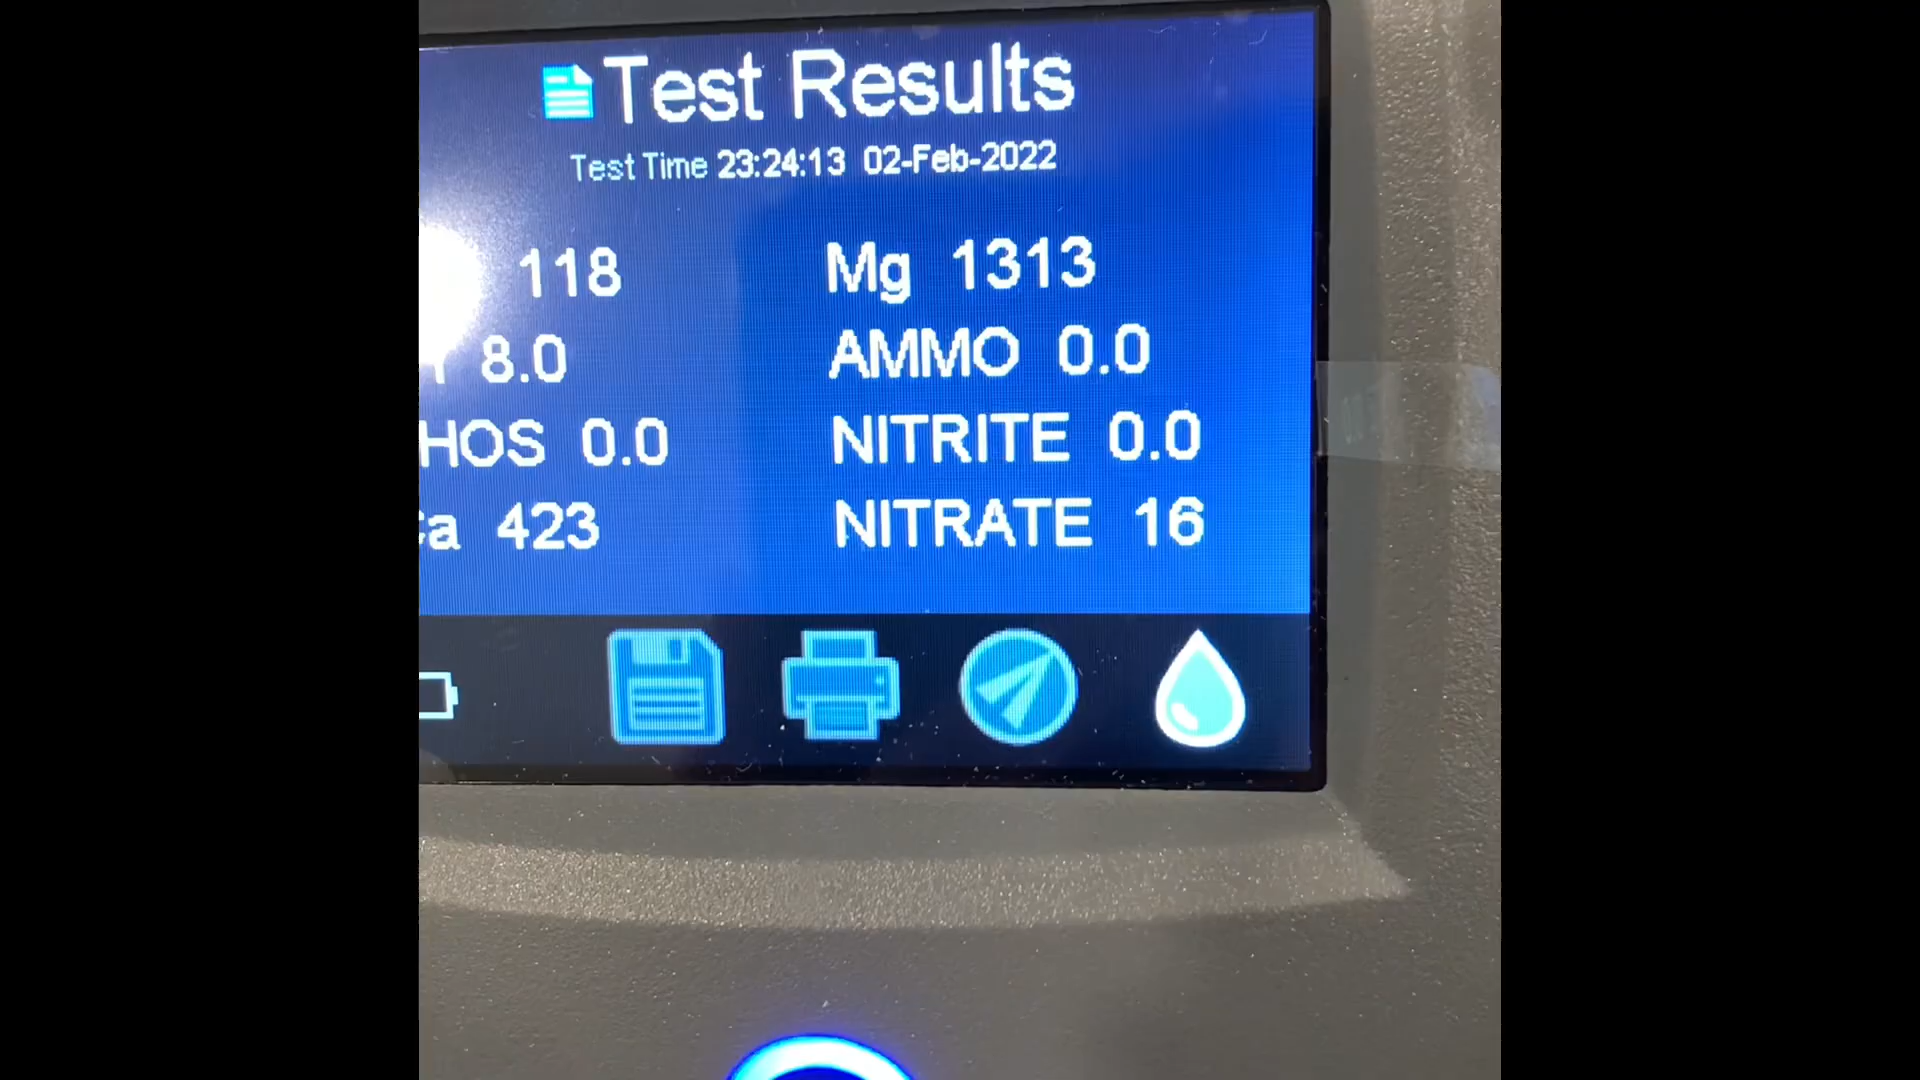 Test Results
Test Time 23:24:13 02-Feb-2022
118 Mg 1313
8.0 AMMO 0.0
HOS 0.0 NITRITE 0.0
Ca 423 NITRATE 16